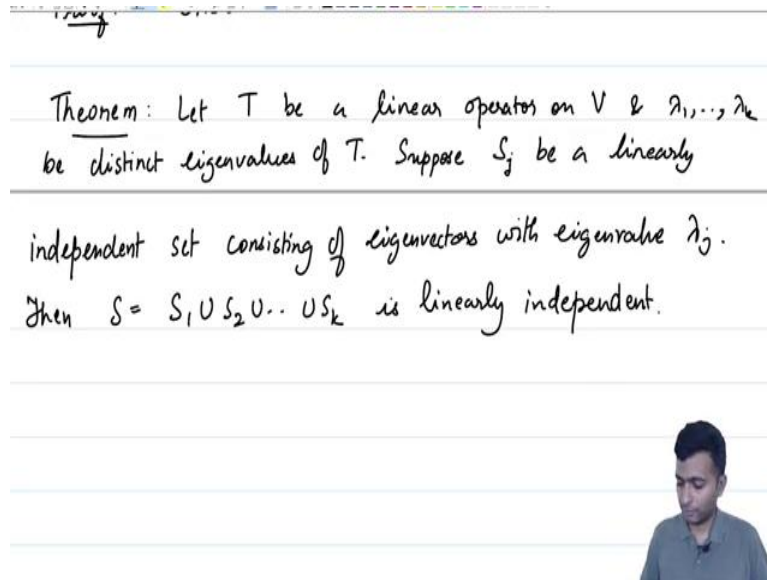 Theorem: Let T be a linear operator on V & λ₁,..,λₖ
be distinct eigenvalues of T. Suppose Sⱼ be a linearly
independent set consisting of eigenvectors with eigenvalue λⱼ.
Then S = S₁ ∪ S₂ ∪ .. ∪ Sₖ is linearly independent.